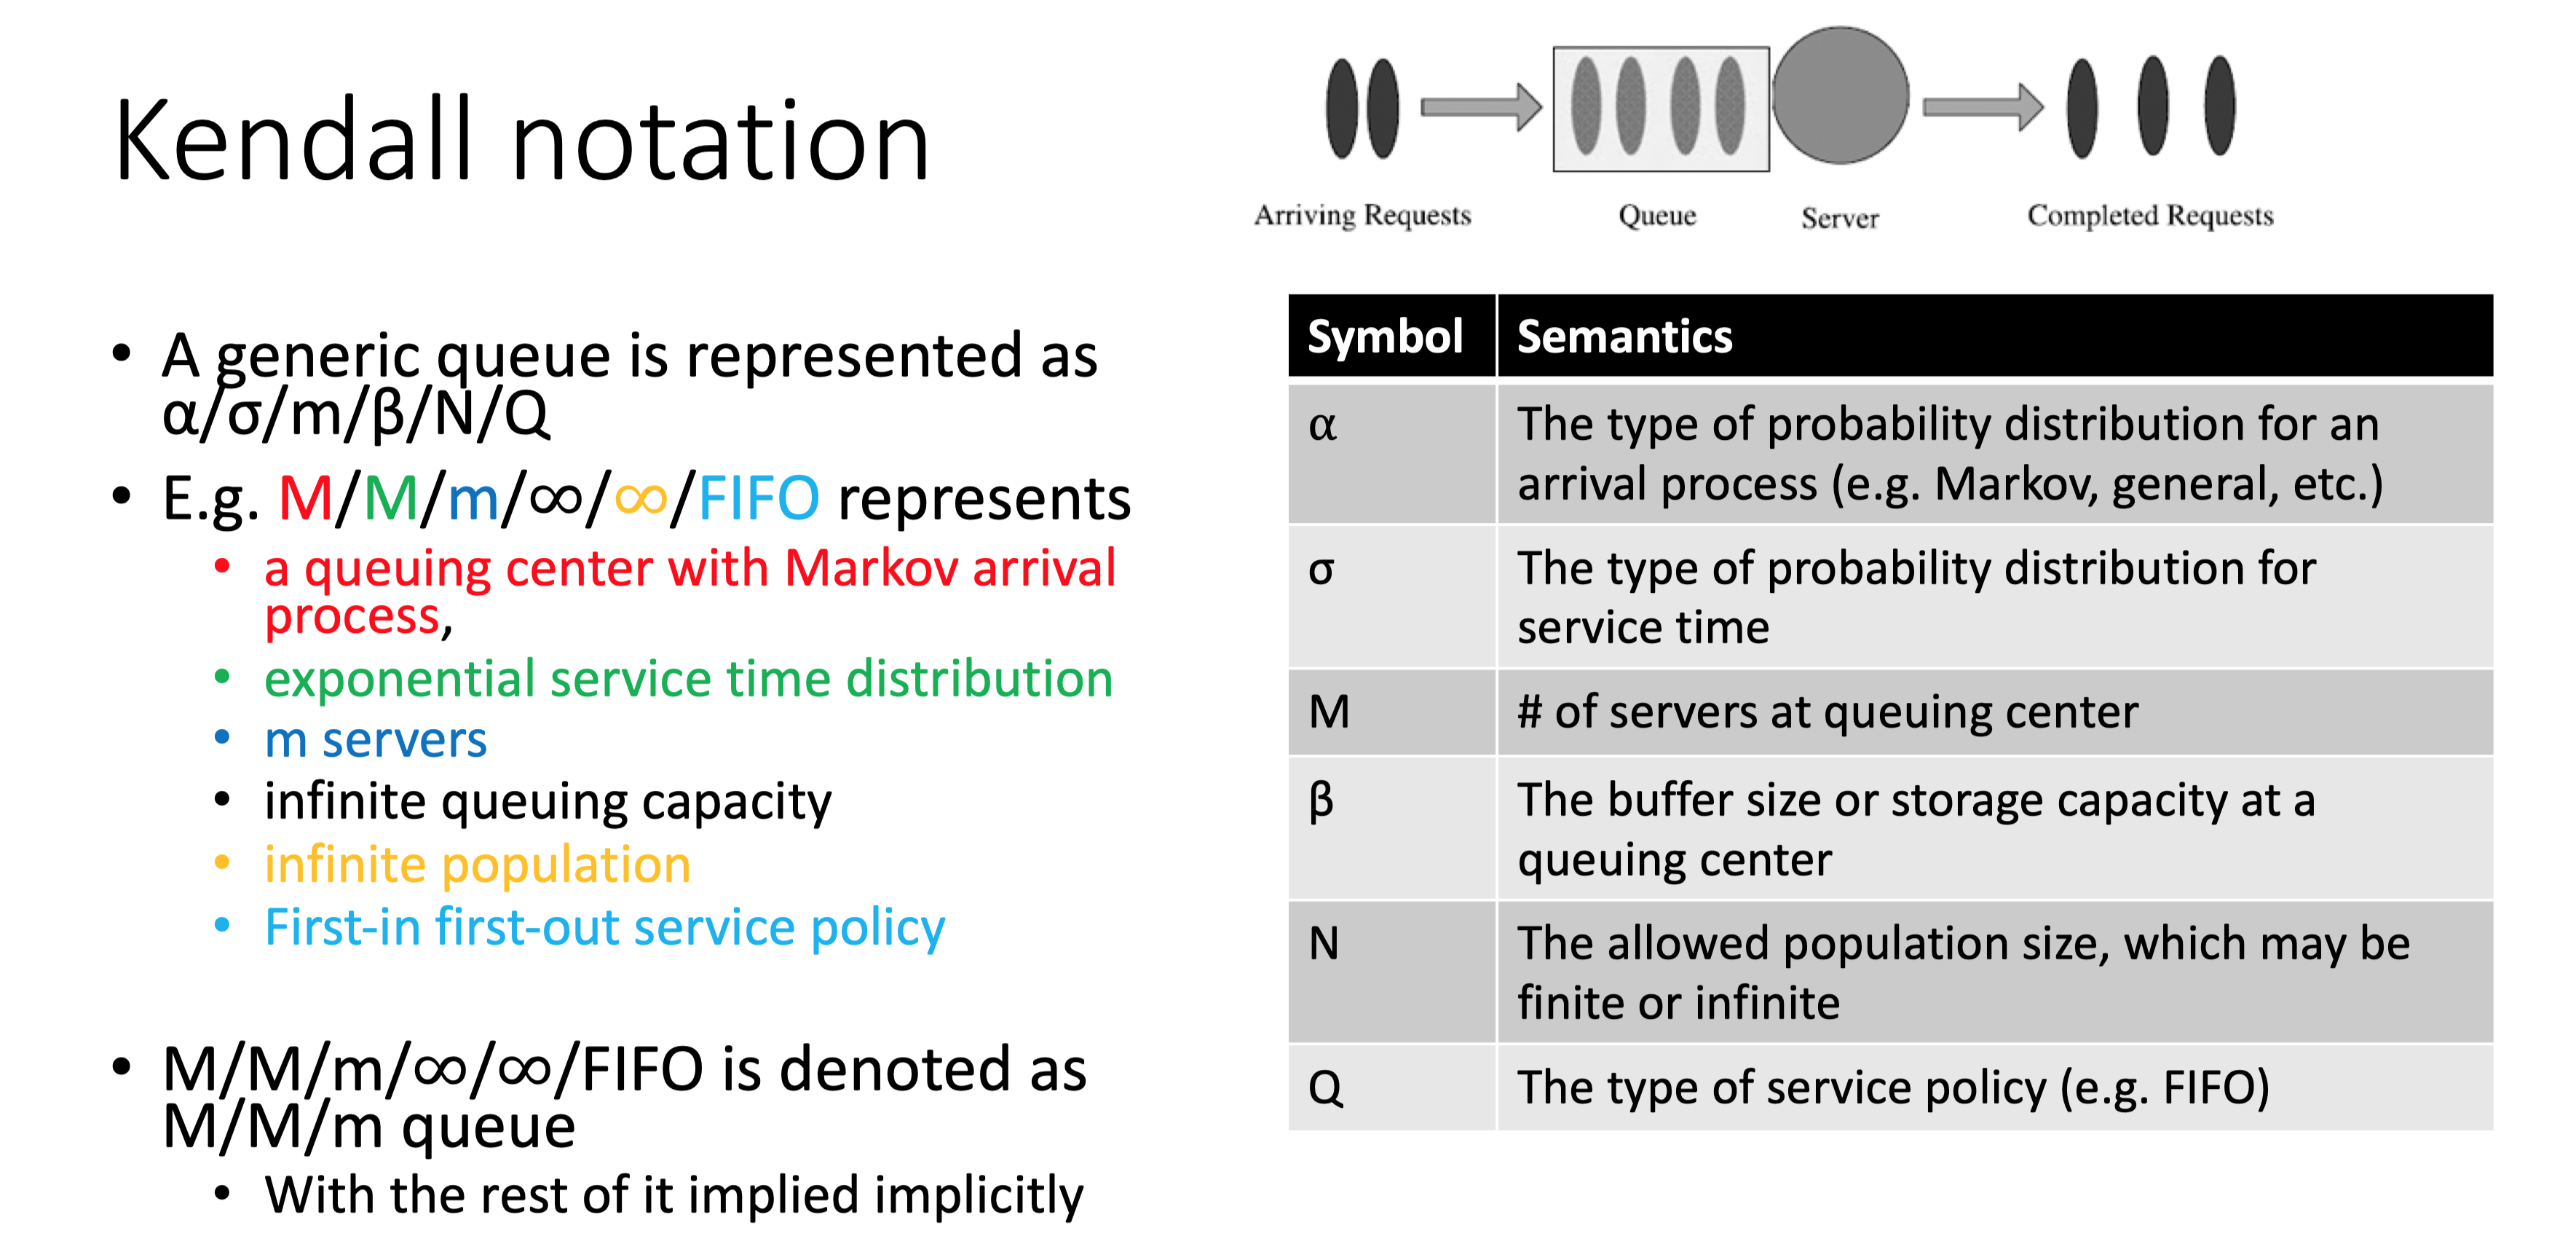 Kendall notation
Arriving Requests
Queue
Server
Completed Requests
• A generic queue is represented as
α/σ/m/β/N/Q
• E.g. M/M/m/∞/∞/FIFO represents
• a queuing center with Markov arrival
process,
• exponential service time distribution
• m servers
• infinite queuing capacity
• infinite population
• First-in first-out service policy
• M/M/m/∞/∞/FIFO is denoted as
M/M/m queue
• With the rest of it implied implicitly
Symbol Semantics
α The type of probability distribution for an
arrival process (e.g. Markov, general, etc.)
σ The type of probability distribution for
service time
M # of servers at queuing center
β The buffer size or storage capacity at a
queuing center
N The allowed population size, which may be
finite or infinite
Q The type of service policy (e.g. FIFO)